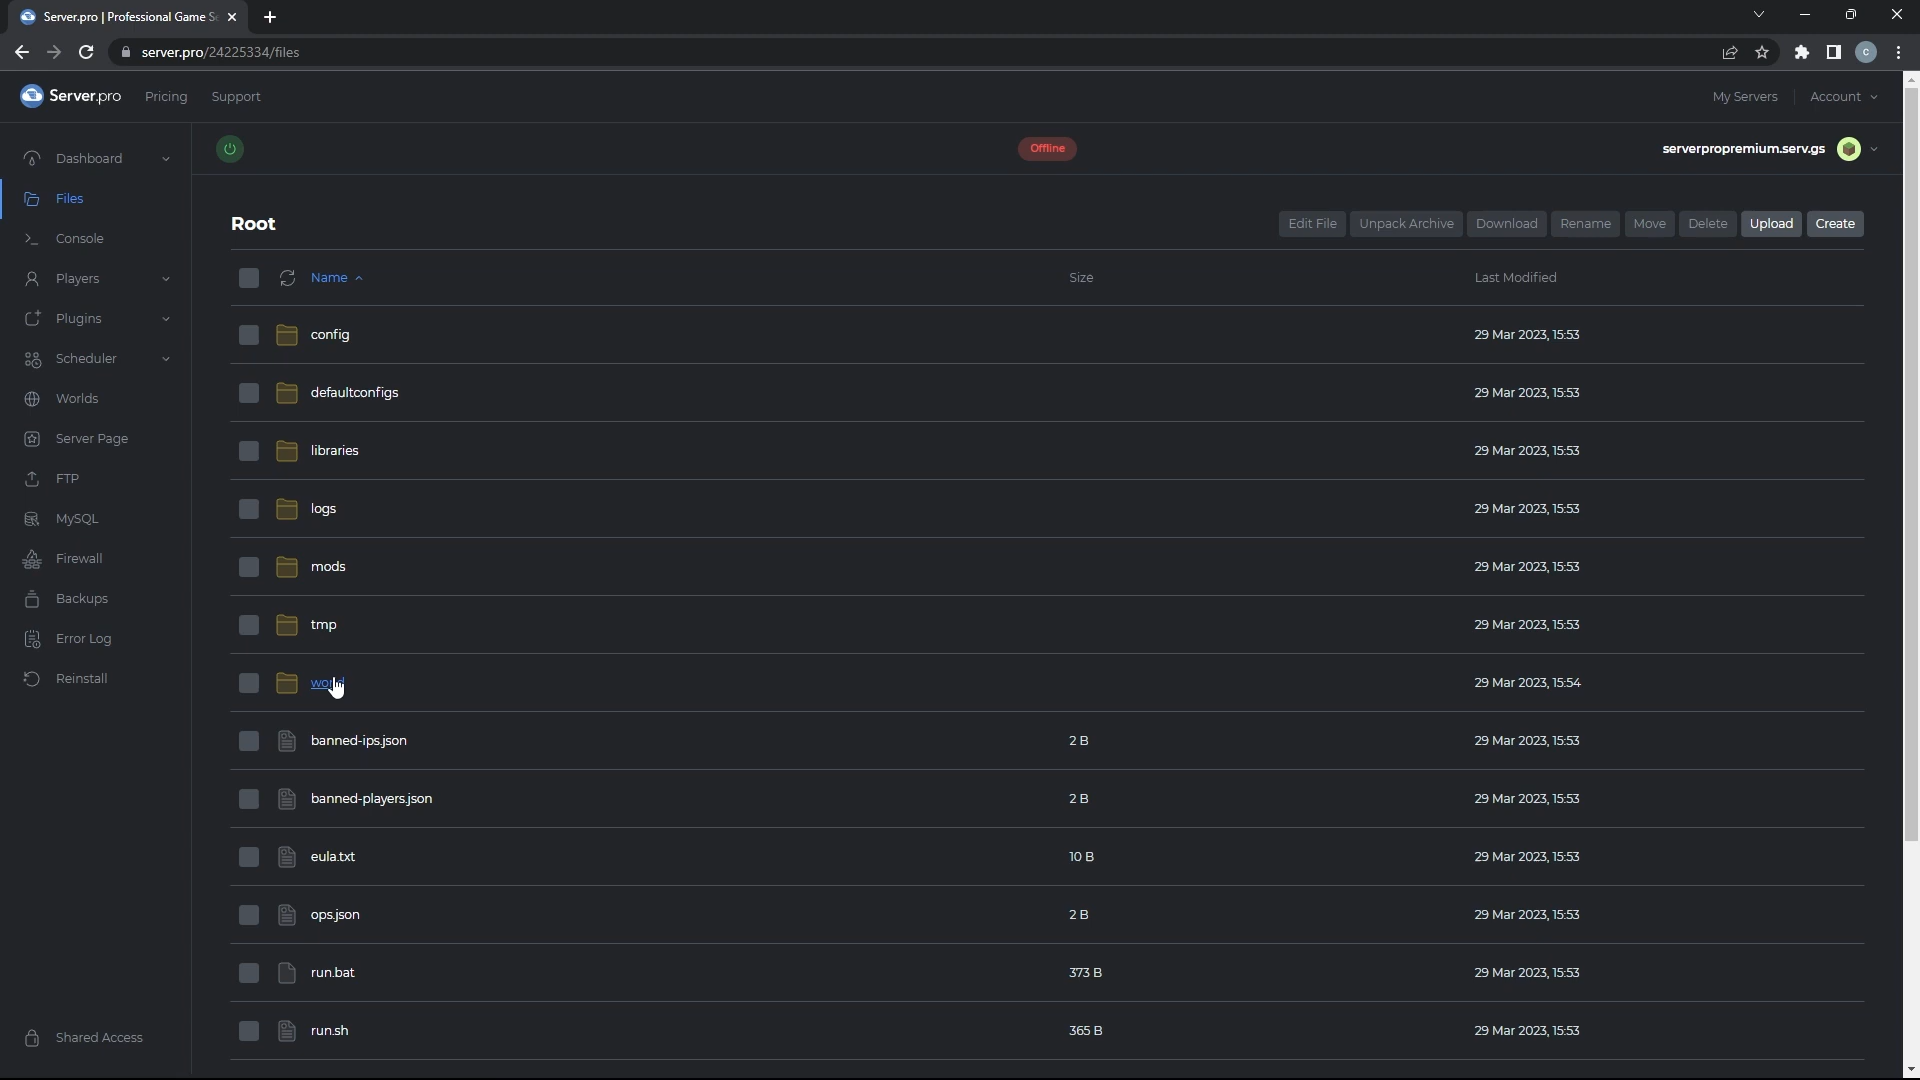 Server.pro | Professional Game S
server.pro/24225334/files
C
Server.pro
Pricing
Support
My Servers
Account
Offline
serverpropremium.serv.gs
Dashboard
Files
Console
Players
Plugins
Scheduler
Worlds
Server Page
FTP
MySQL
Firewall
Backups
Error Log
Reinstall
Shared Access
Root
Edit File Unpack Archive Download Rename Move Delete Upload Create
Name Size Last Modified
config 29 Mar 2023, 15:53
defaultconfigs 29 Mar 2023, 15:53
libraries 29 Mar 2023, 15:53
logs 29 Mar 2023, 15:53
mods 29 Mar 2023, 15:53
tmp 29 Mar 2023, 15:53
world 29 Mar 2023, 15:54
banned-ips.json 2 B 29 Mar 2023, 15:53
banned-players.json 2 B 29 Mar 2023, 15:53
eula.txt 10 B 29 Mar 2023, 15:53
ops.json 2 B 29 Mar 2023, 15:53
run.bat 373 B 29 Mar 2023, 15:53
run.sh 365 B 29 Mar 2023, 15:53